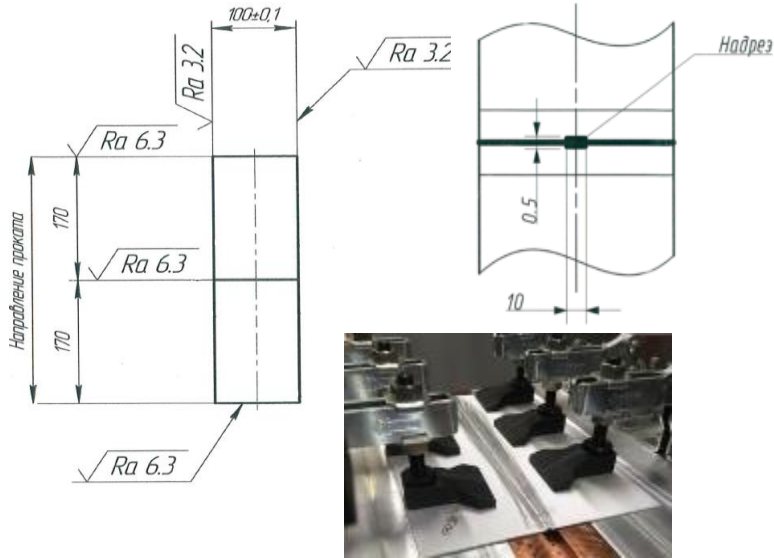 100±0,1
Ra 3.2
Ra 3.2
Ra 6.3
Направление проката
170
Ra 6.3
170
Ra 6.3
Надрез
0.5
10